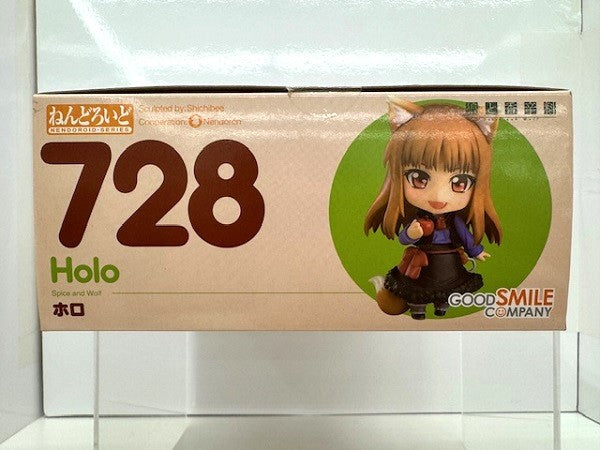 ねんどろいど
NENDOROID SERIES
Sculpted by: Shichibee
Cooperation: Nendoron
728
Holo
Spice and Wolf
ホロ
GOOD SMILE
COMPANY